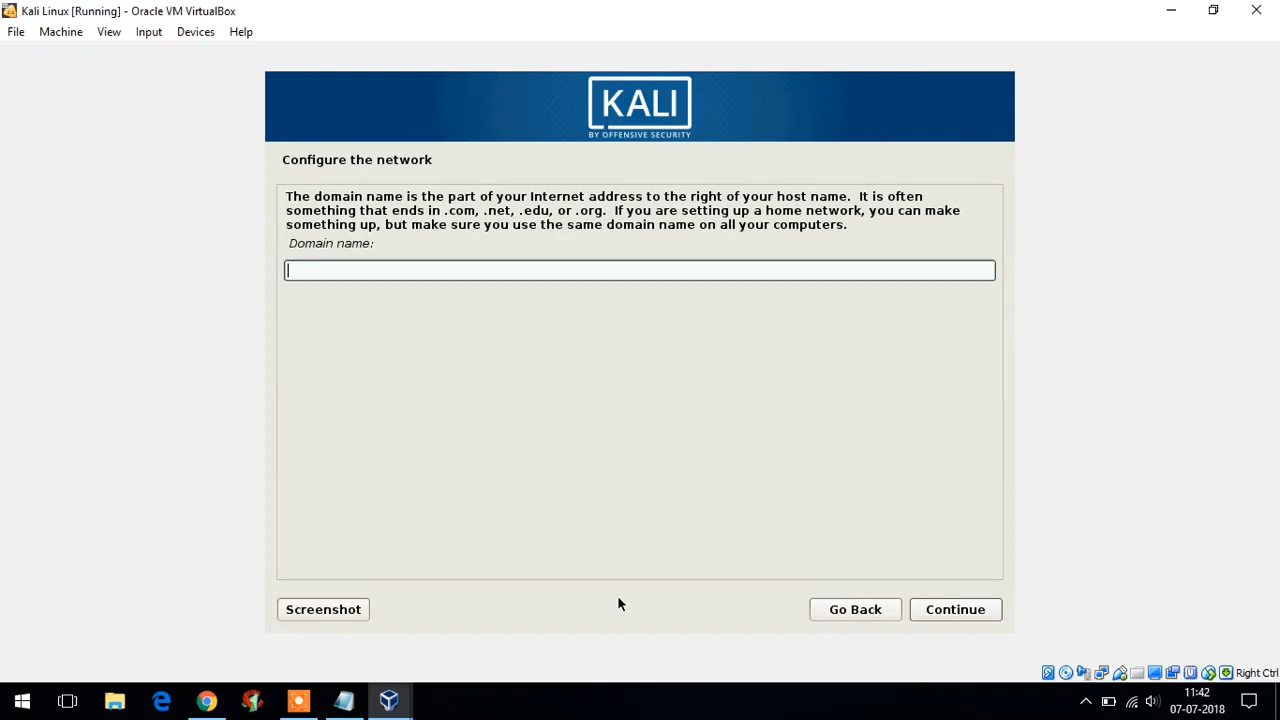 Kali Linux [Running] - Oracle VM VirtualBox
File Machine View Input Devices Help
KALI
BY OFFENSIVE SECURITY
Configure the network
The domain name is the part of your Internet address to the right of your host name.  It is often
something that ends in .com, .net, .edu, or .org.  If you are setting up a home network, you can make
something up, but make sure you use the same domain name on all your computers.
Domain name:
Screenshot Go Back Continue
Right Ctrl
11:42
07-07-2018